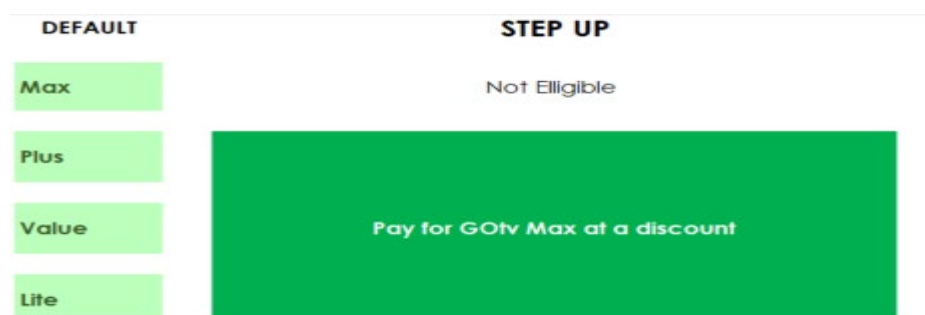 DEFAULT STEP UP
Max Not Elligible
Plus
Value Pay for GOtv Max at a discount
Lite